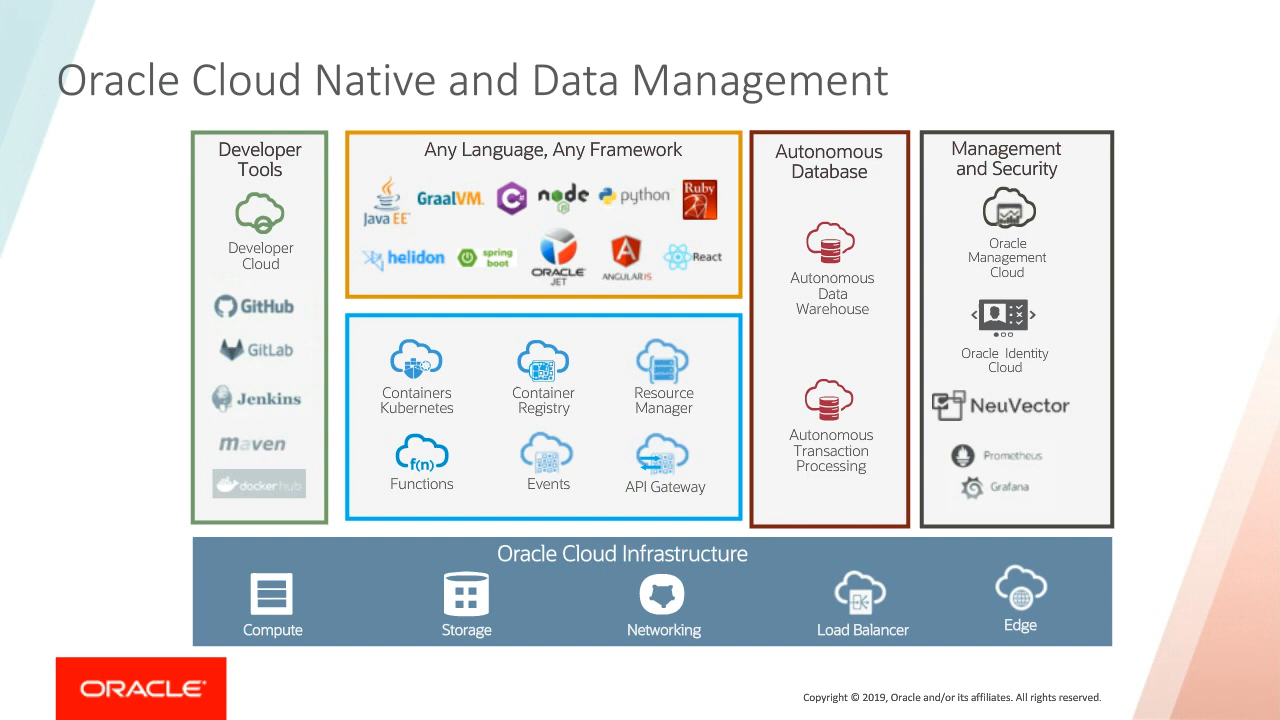 Oracle Cloud Native and Data Management
Developer
Tools
Developer
Cloud
GitHub
GitLab
Jenkins
maven
dockerhub
Any Language, Any Framework
Java EE™
GraalVM.
C#
node
JS
python™
Ruby
helidon
spring
boot
ORACLE®
JET
ANGULARJS
React
Containers
Kubernetes
Container
Registry
Resource
Manager
f(n)
Functions
Events
API Gateway
Autonomous
Database
Autonomous
Data
Warehouse
Autonomous
Transaction
Processing
Management
and Security
Oracle
Management
Cloud
Oracle Identity
Cloud
NeuVector
Prometheus
Grafana
Oracle Cloud Infrastructure
Compute
Storage
Networking
Load Balancer
Edge
ORACLE®
Copyright © 2019, Oracle and/or its affiliates. All rights reserved.